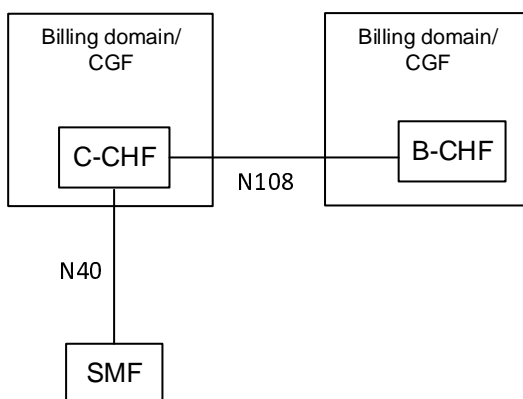 Billing domain/
CGF
Billing domain/
CGF
C-CHF
B-CHF
N108
N40
SMF